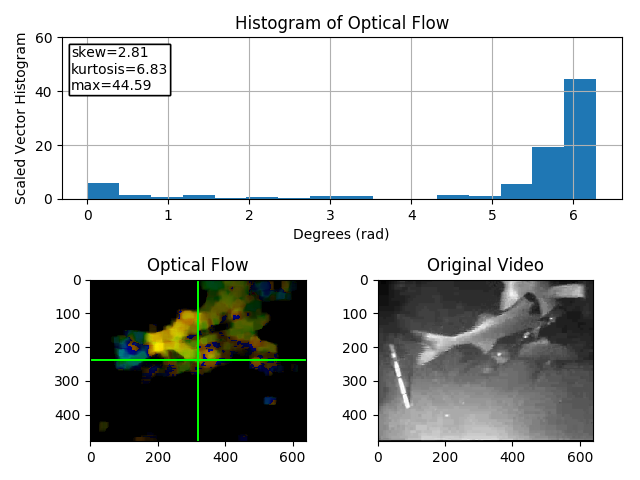 Histogram of Optical Flow
Scaled Vector Histogram
60
40
20
0
skew=2.81
kurtosis=6.83
max=44.59
0 1 2 3 4 5 6
Degrees (rad)
Optical Flow
0
100
200
300
400
0 200 400 600
Original Video
0
100
200
300
400
0 200 400 600